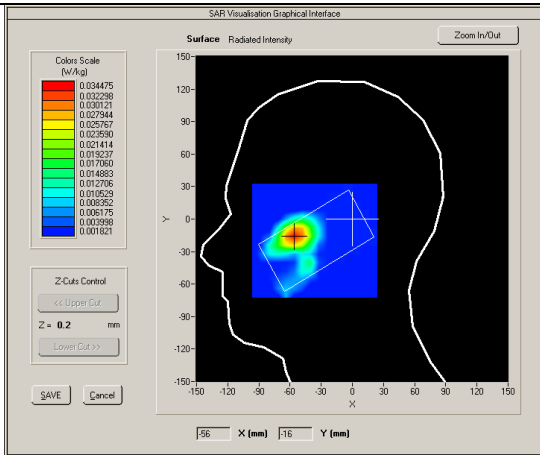 SAR Visualisation Graphical Interface
Surface Radiated Intensity
Zoom In/Out
Colors Scale
(W/kg)
0.034475
0.032298
0.030121
0.027944
0.025767
0.023590
0.021414
0.019237
0.017060
0.014883
0.012706
0.010529
0.008352
0.006175
0.003998
0.001821
Z-Cuts Control
<< Upper Cut
Z = 0.2 mm
Lower Cut >>
SAVE Cancel
150
120
90
60
30
0
-30
-60
-90
-120
-150
Y
-150 -120 -90 -60 -30 0 30 60 90 120 150
X
-56 X (mm) -16 Y (mm)